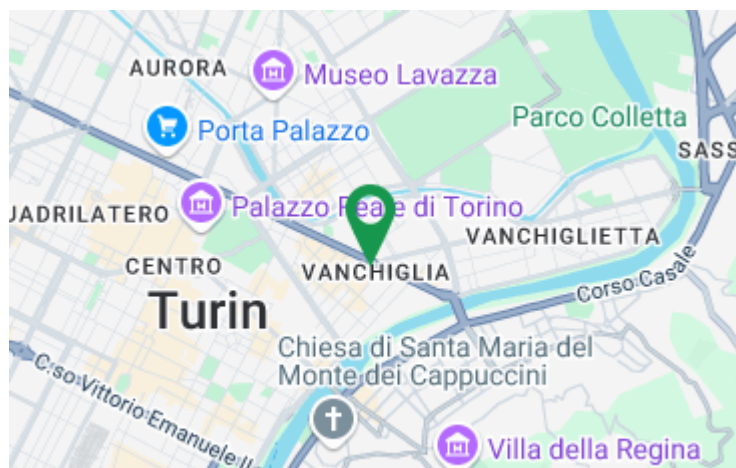 AURORA
Museo Lavazza
Porta Palazzo
Parco Colletta
SASS
UADRILATERO
Palazzo Reale di Torino
VANCHIGLIETTA
CENTRO
VANCHIGLIA
Turin
Corso Casale
Chiesa di Santa Maria del
Monte dei Cappuccini
C.so Vittorio Emanuele II
Villa della Regina